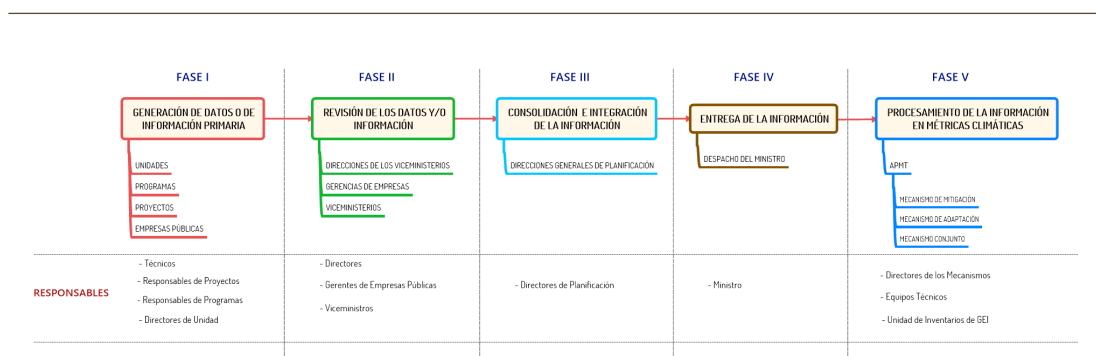 FASE I
FASE II
FASE III
FASE IV
FASE V
GENERACIÓN DE DATOS O DE
INFORMACIÓN PRIMARIA
REVISIÓN DE LOS DATOS Y/O
INFORMACIÓN
CONSOLIDACIÓN E INTEGRACIÓN
DE LA INFORMACIÓN
ENTREGA DE LA INFORMACIÓN
PROCESAMIENTO DE LA INFORMACIÓN
EN MÉTRICAS CLIMÁTICAS
UNIDADES
PROGRAMAS
PROYECTOS
EMPRESAS PÚBLICAS
DIRECCIONES DE LOS VICEMINISTERIOS
GERENCIAS DE EMPRESAS
VICEMINISTERIOS
DIRECCIONES GENERALES DE PLANIFICACIÓN
DESPACHO DEL MINISTRO
APMT
MECANISMO DE MITIGACIÓN
MECANISMO DE ADAPTACIÓN
MECANISMO CONJUNTO
RESPONSABLES
- Técnicos
- Responsables de Proyectos
- Responsables de Programas
- Directores de Unidad
- Directores
- Gerentes de Empresas Públicas
- Viceministros
- Directores de Planificación
- Ministro
- Directores de los Mecanismos
- Equipos Técnicos
- Unidad de Inventarios de GEI